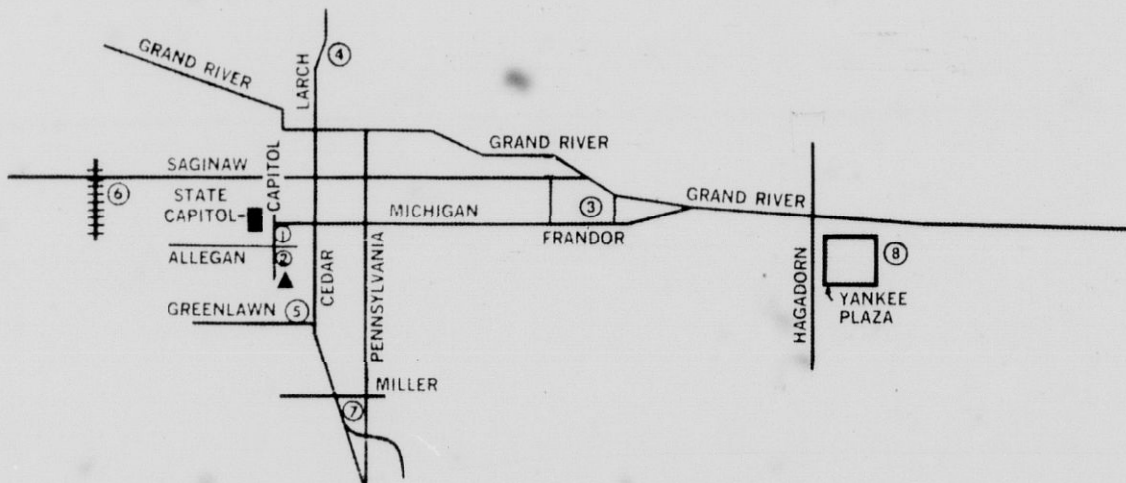 GRAND RIVER
LARCH
4
GRAND RIVER
SAGINAW
CAPITOL
6
STATE
CAPITOL
GRAND RIVER
MICHIGAN
3
FRANDOR
1
ALLEGAN
2
CEDAR
PENNSYLVANIA
HAGADORN
8
YANKEE
PLAZA
GREENLAWN
5
MILLER
7